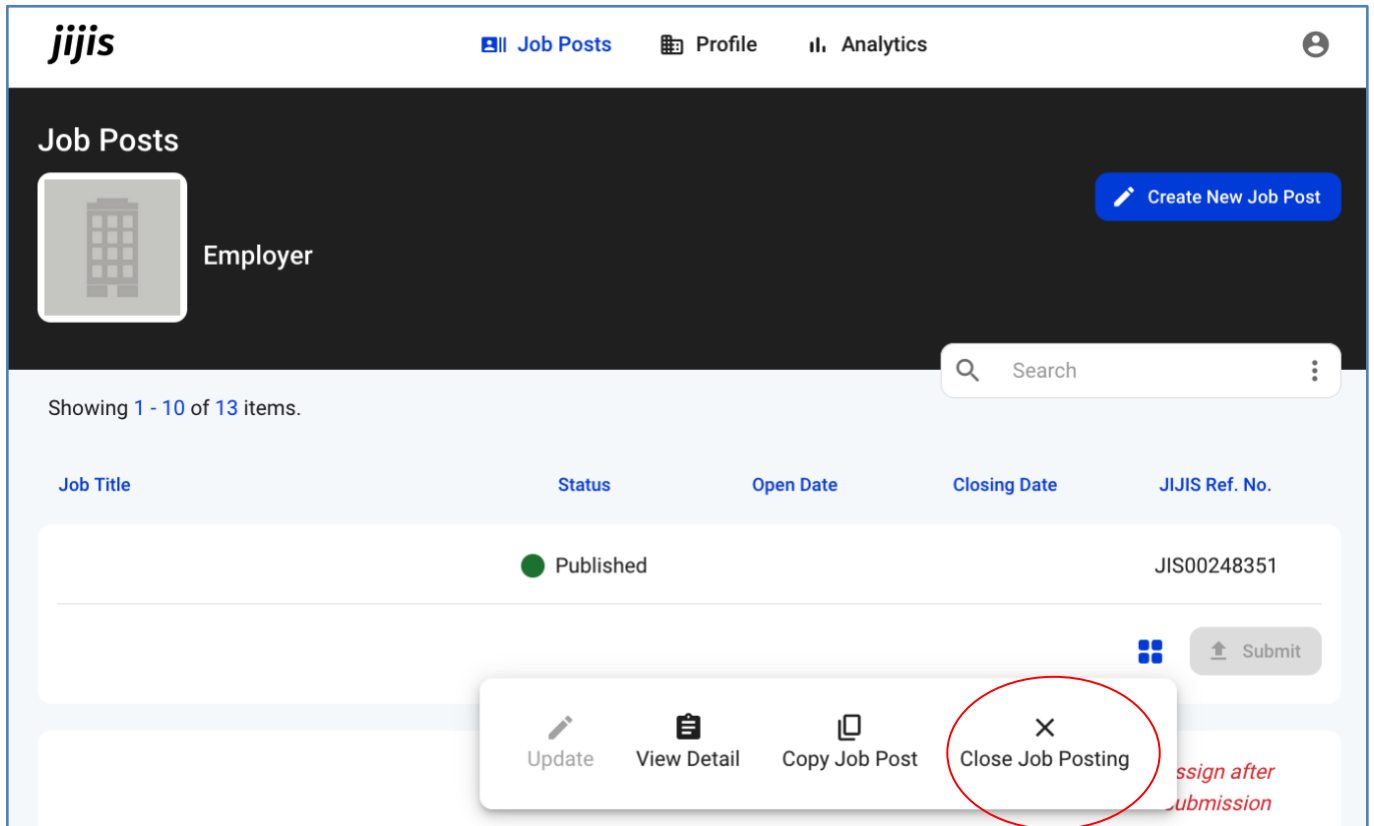 jijis
Job Posts Profile Analytics
Job Posts
Create New Job Post
Employer
Search
Showing 1 - 10 of 13 items.
Job Title Status Open Date Closing Date JIJIS Ref. No.
Published JIS00248351
Submit
Update View Detail Copy Job Post Close Job Posting
after